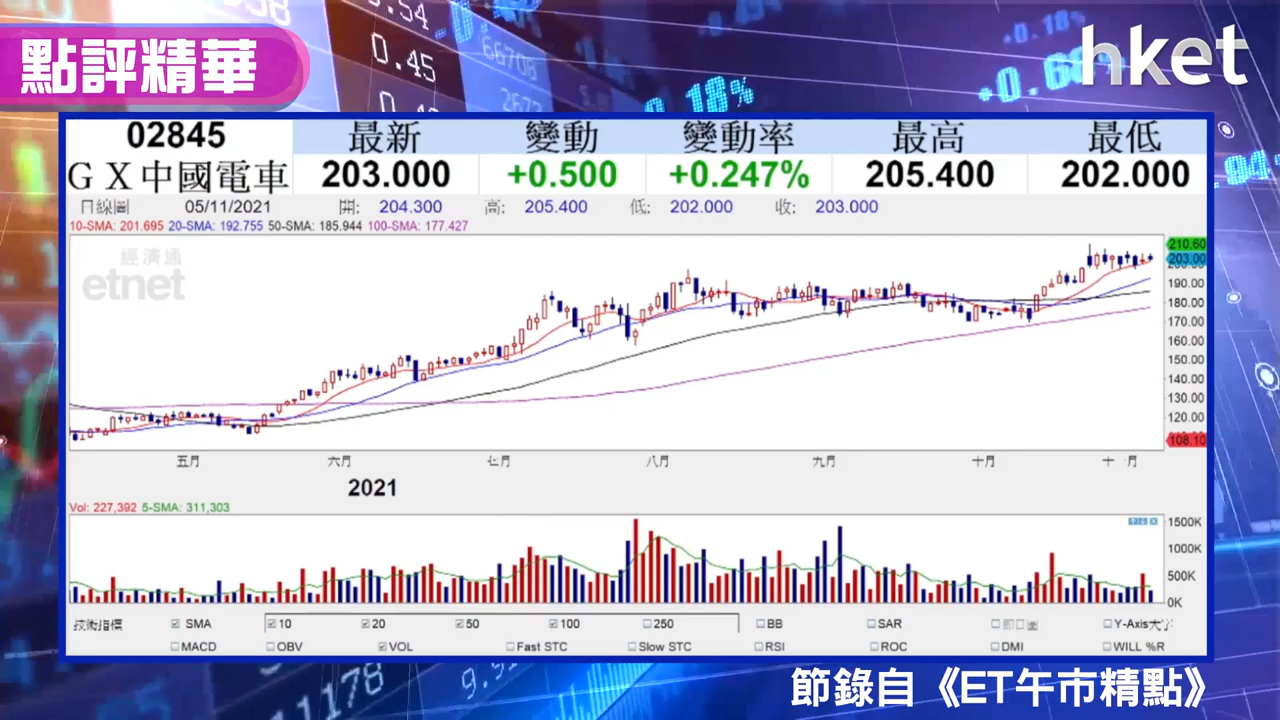 點評精華
hket
02845 最新 變動 變動率 最高 最低
GX中國電車 203.000 +0.500 +0.247% 205.400 202.000
日線圖 05/11/2021 開: 204.300 高: 205.400 低: 202.000 收: 203.000
10-SMA: 201.695 20-SMA: 192.755 50-SMA: 185.944 100-SMA: 177.427
經濟通
etnet
210.60
203.00
190.00
180.00
170.00
160.00
150.00
140.00
130.00
120.00
108.10
五月 六月 七月 八月 九月 十月 十一月
2021
Vol: 227,392 5-SMA: 311,303
1500K
1000K
500K
0K
技術指標 SMA 10 20 50 100 250 BB SAR Y-Axis大字
MACD OBV VOL Fast STC Slow STC RSI ROC DMI WILL %R
節錄自《ET午市精點》